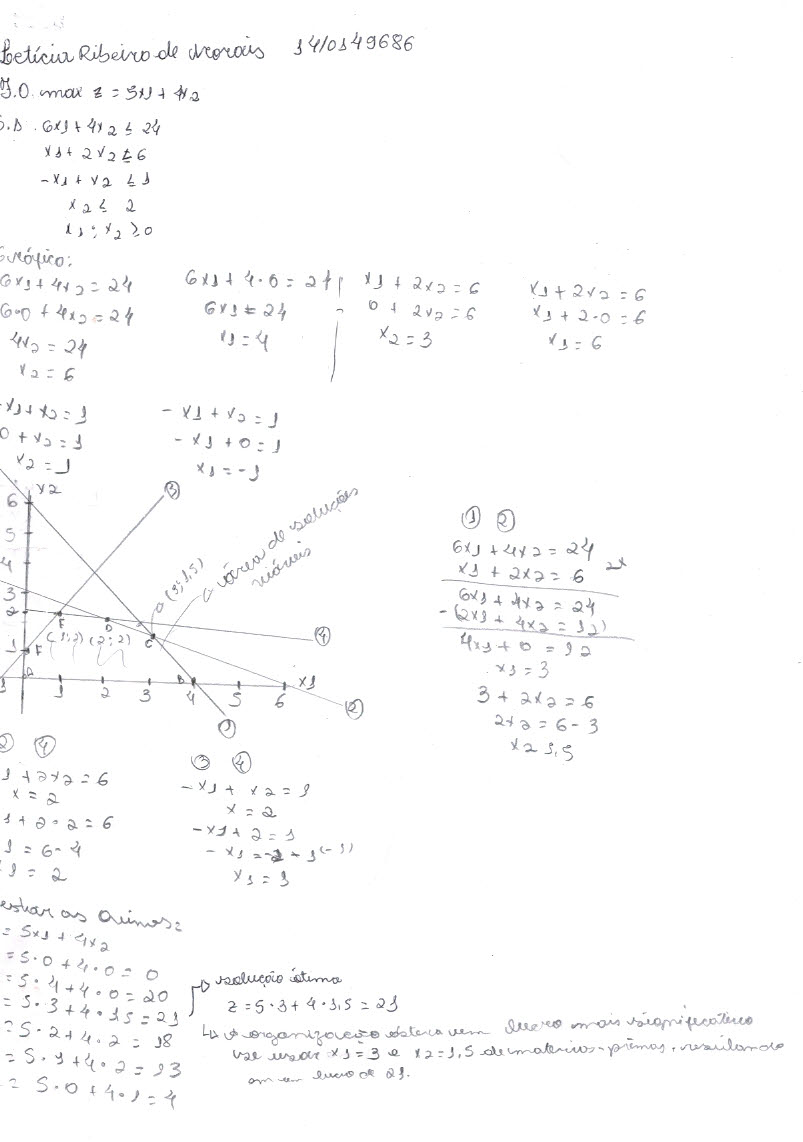 Letícia Ribeiro de Morais 14/0149686
F.O. max z = 5x1 + 4x2
S.A. 6x1 + 4x2 ≤ 24
x1 + 2x2 ≤ 6
-x1 + x2 ≤ 1
x2 ≤ 2
x1 ; x2 ≥ 0
Gráfico:
6x1 + 4x2 = 24
6·0 + 4x2 = 24
4x2 = 24
x2 = 6
6x1 + 4·0 = 24
6x1 = 24
x1 = 4
x1 + 2x2 = 6
0 + 2x2 = 6
x2 = 3
x1 + 2x2 = 6
x1 + 2·0 = 6
x1 = 6
-x1 + x2 = 1
0 + x2 = 1
x2 = 1
-x1 + x2 = 1
-x1 + 0 = 1
x1 = -1
x2
6
5
4
3
2
1
1 2 3 4 5 6 x1
3
4
2
1
E
D
C
F
B
A
(1;2) (2;2)
(3;1,5)
área de soluções
viáveis
1 2
6x1 + 4x2 = 24
x1 + 2x2 = 6 2x
6x1 + 4x2 = 24
-(2x1 + 4x2 = 12)
4x1 + 0 = 12
x1 = 3
3 + 2x2 = 6
2x2 = 6 - 3
x2 1,5
2 4
1 + 2x2 = 6
x = 2
1 + 2·2 = 6
1 = 6 - 4
1 = 2
3 4
-x1 + x2 = 1
x = 2
-x1 + 2 = 1
-x1 = -2 + 1 (-1)
x1 = 1
testar os
= 5x1 + 4x2
= 5·0 + 4·0 = 0
= 5·4 + 4·0 = 20
= 5·3 + 4·1,5 = 21
= 5·2 + 4·2 = 18
= 5·1 + 4·2 = 13
= 5·0 + 4·1 = 4
solução ótima
z = 5·3 + 4·1,5 = 21
A organização obterá um lucro mais significativo
se usar x1 = 3 e x2 = 1,5 de matérias-primas, resultando
em um lucro de 21.